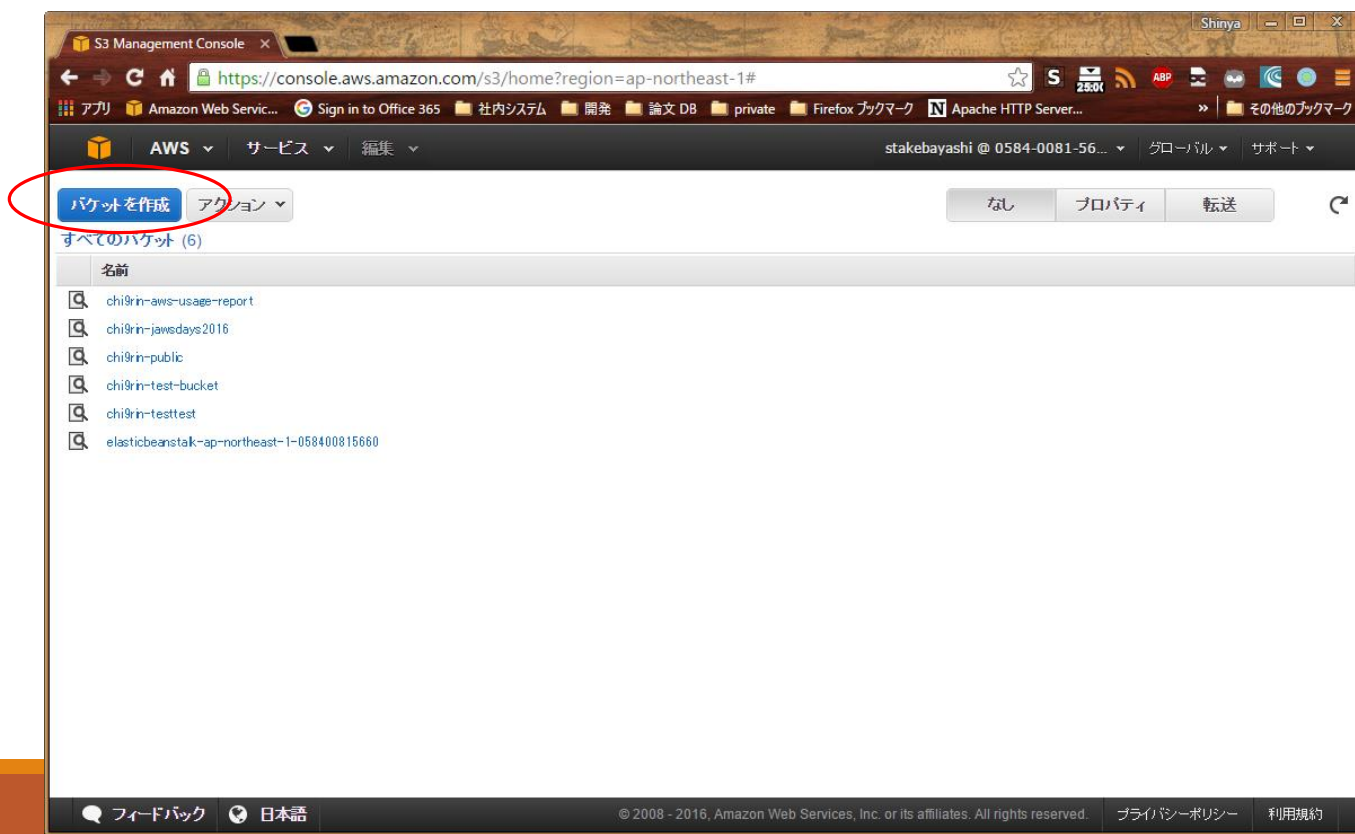 Shinya
S3 Management Console
https://console.aws.amazon.com/s3/home?region=ap-northeast-1#
S
25:0(
ABP
アプリ Amazon Web Servic... Sign in to Office 365 社内システム 開発 論文 DB private Firefox ブックマーク N Apache HTTP Server... » その他のブックマーク
AWS サービス 編集 stakebayashi @ 0584-0081-56... グローバル サポート
バケットを作成 アクション なし プロパティ 転送
すべてのバケット (6)
名前
chi9rin-aws-usage-report
chi9rin-jawsdays2016
chi9rin-public
chi9rin-test-bucket
chi9rin-testtest
elasticbeanstalk-ap-northeast-1-058400815660
フィードバック 日本語 © 2008 - 2016, Amazon Web Services, Inc. or its affiliates. All rights reserved. プライバシーポリシー 利用規約